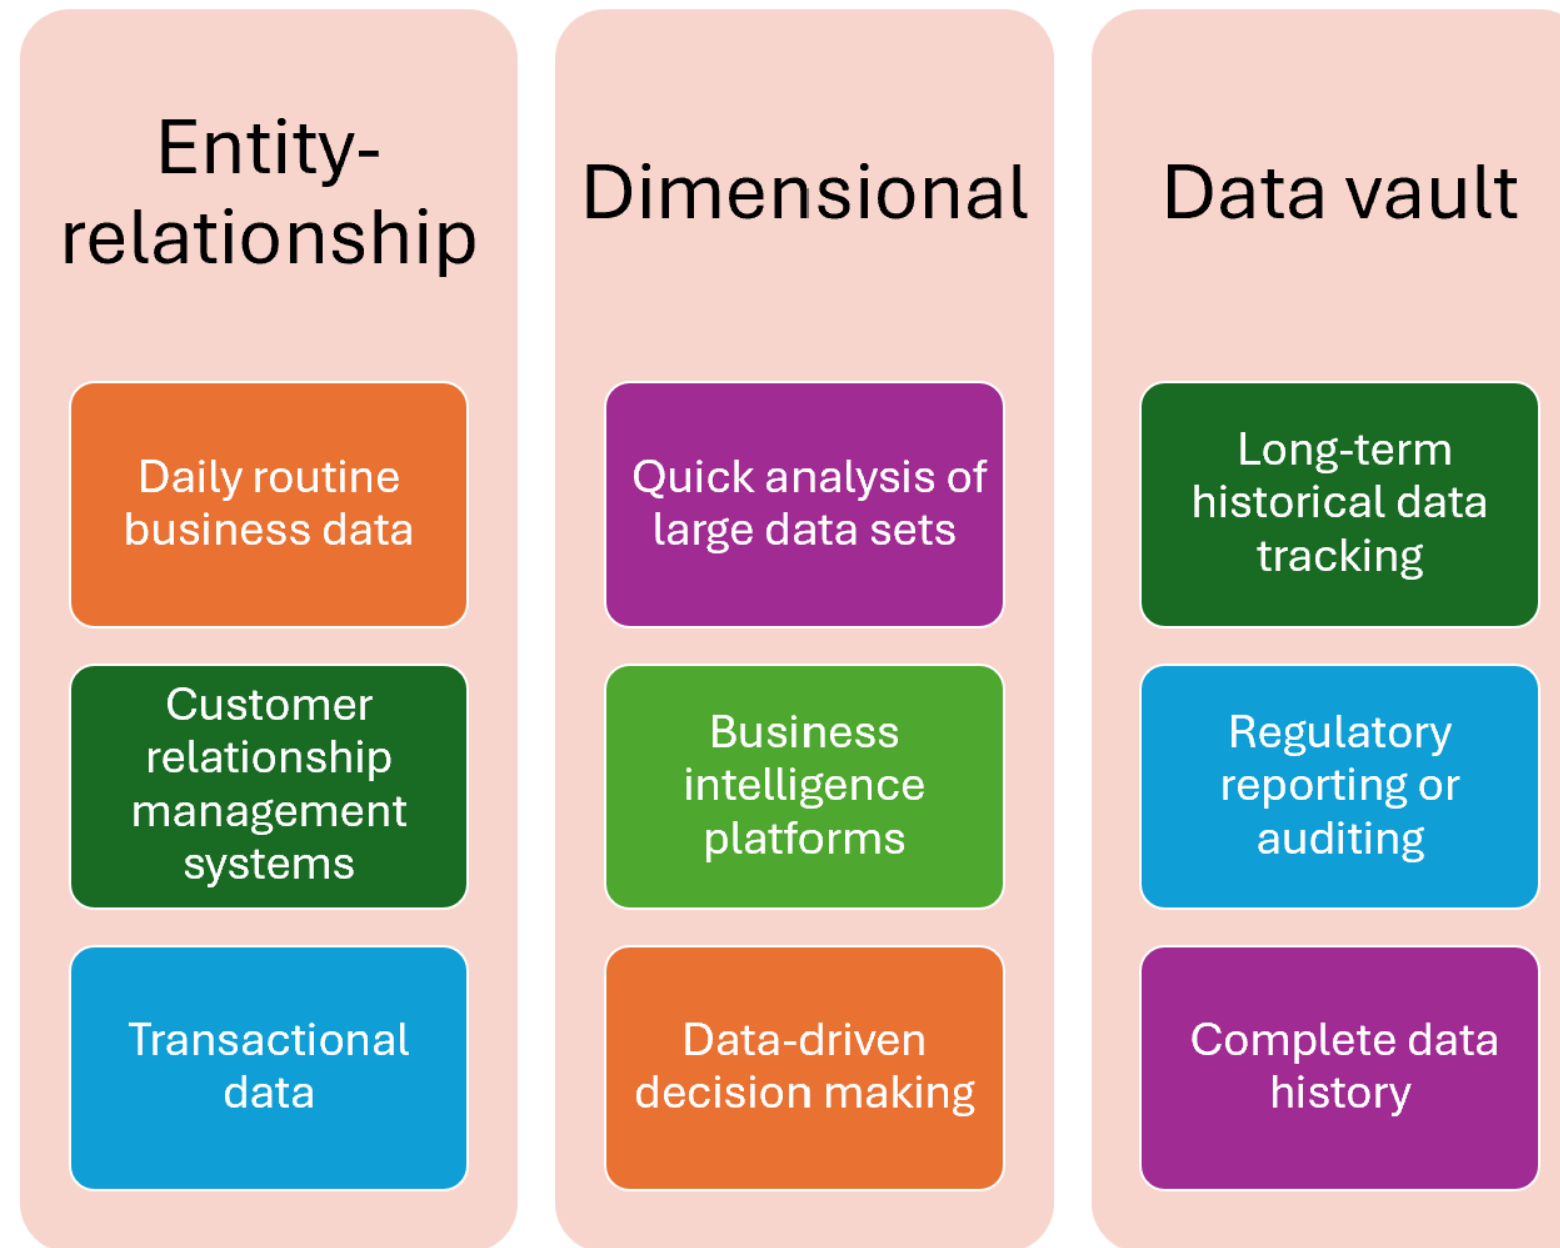 Entity-
relationship
Daily routine
business data
Customer
relationship
management
systems
Transactional
data
Dimensional
Quick analysis of
large data sets
Business
intelligence
platforms
Data-driven
decision making
Data vault
Long-term
historical data
tracking
Regulatory
reporting or
auditing
Complete data
history